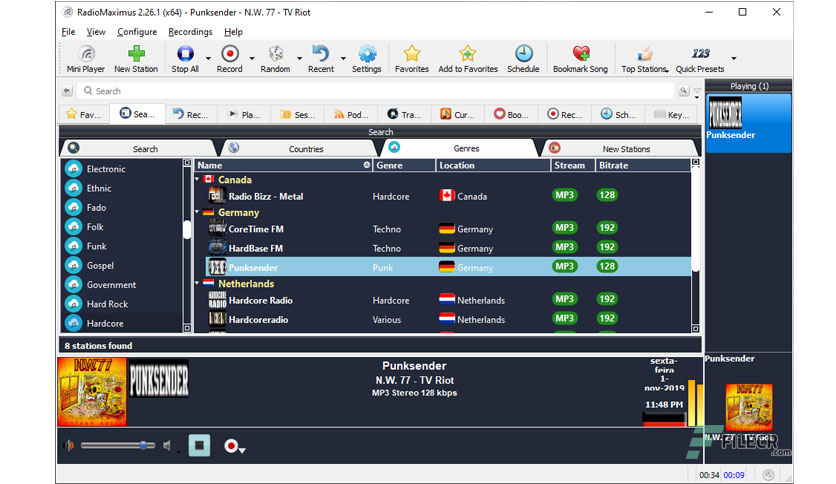 RadioMaximus 2.26.1 (x64) - Punksender - N.W. 77 - TV Riot
File View Configure Recordings Help
Mini Player New Station Stop All Record Random Recent Settings Favorites Add to Favorites Schedule Bookmark Song Top Stations 123 Quick Presets
Search
Fav... Sea... Rec... Pla... Ses... Pod... Tra... Cur... Boo... Rec... Sch... Key...
Search
Search Countries Genres New Stations
Name Genre Location Stream Bitrate
Electronic
Ethnic
Fado
Folk
Funk
Gospel
Government
Hard Rock
Hardcore
Canada
Radio Bizz - Metal Hardcore Canada MP3 128
Germany
CoreTime FM Techno Germany MP3 192
HardBase FM Techno Germany MP3 192
Punksender Punk Germany MP3 128
Netherlands
Hardcore Radio Hardcore Netherlands MP3 192
Hardcoreradio Various Netherlands MP3 192
8 stations found
Playing (1)
PUNKSENDER
Punksender
N.W.77
PUNKSENDER
Punksender
N.W. 77 - TV Riot
MP3 Stereo 128 kbps
sexta-
feira
1-
nov-2019
11:48 PM
Punksender
N.W.77
N.W. 77 - TV Riot
FILECR
.com
00:34 00:09